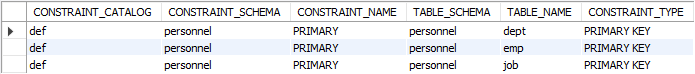 CONSTRAINT_CATALOG CONSTRAINT_SCHEMA CONSTRAINT_NAME TABLE_SCHEMA TABLE_NAME CONSTRAINT_TYPE
def personnel PRIMARY personnel dept PRIMARY KEY
def personnel PRIMARY personnel emp PRIMARY KEY
def personnel PRIMARY personnel job PRIMARY KEY